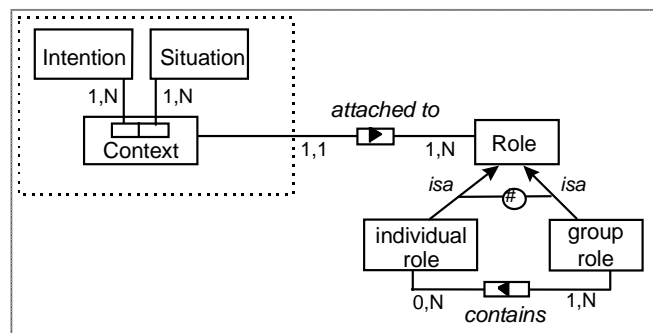 Intention
Situation
1,N
1,N
attached to
Context
1,1
1,N
Role
isa
#
isa
individual
role
group
role
0,N
1,N
contains